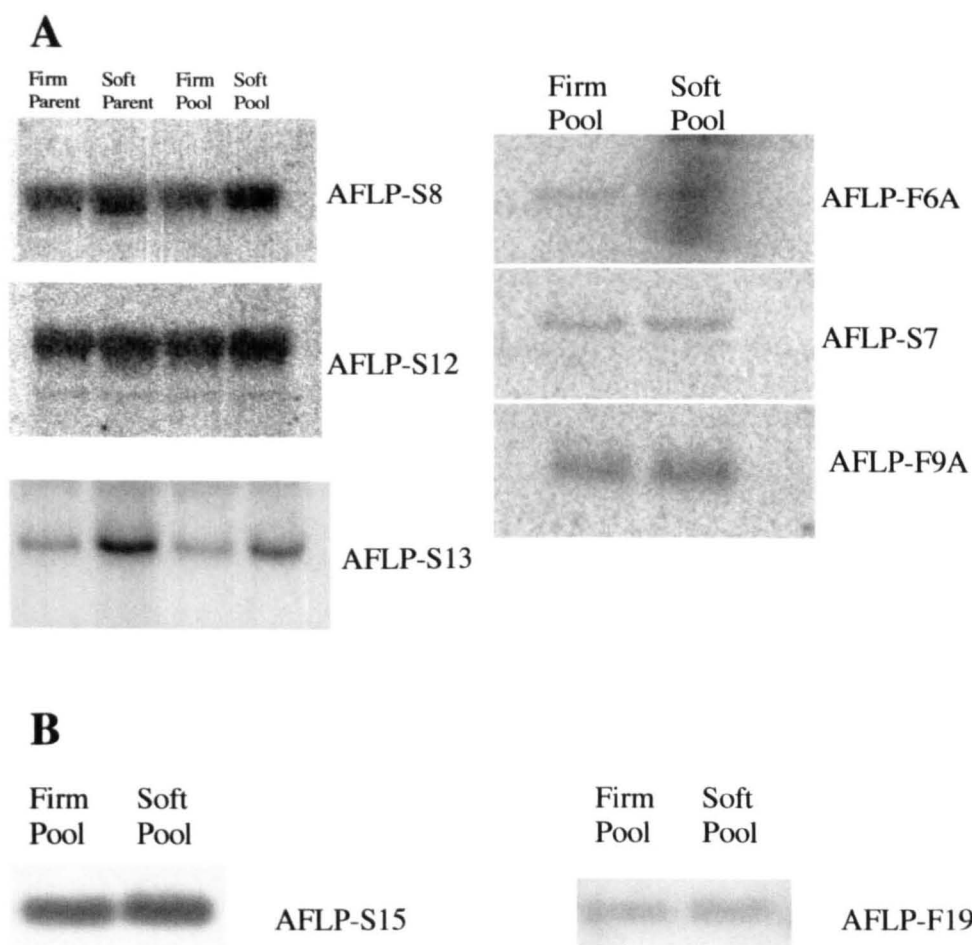 A
Firm Soft Firm Soft
Parent Parent Pool Pool
AFLP-S8
AFLP-S12
AFLP-S13
Firm Soft
Pool Pool
AFLP-F6A
AFLP-S7
AFLP-F9A
B
Firm Soft
Pool Pool
AFLP-S15
Firm Soft
Pool Pool
AFLP-F19